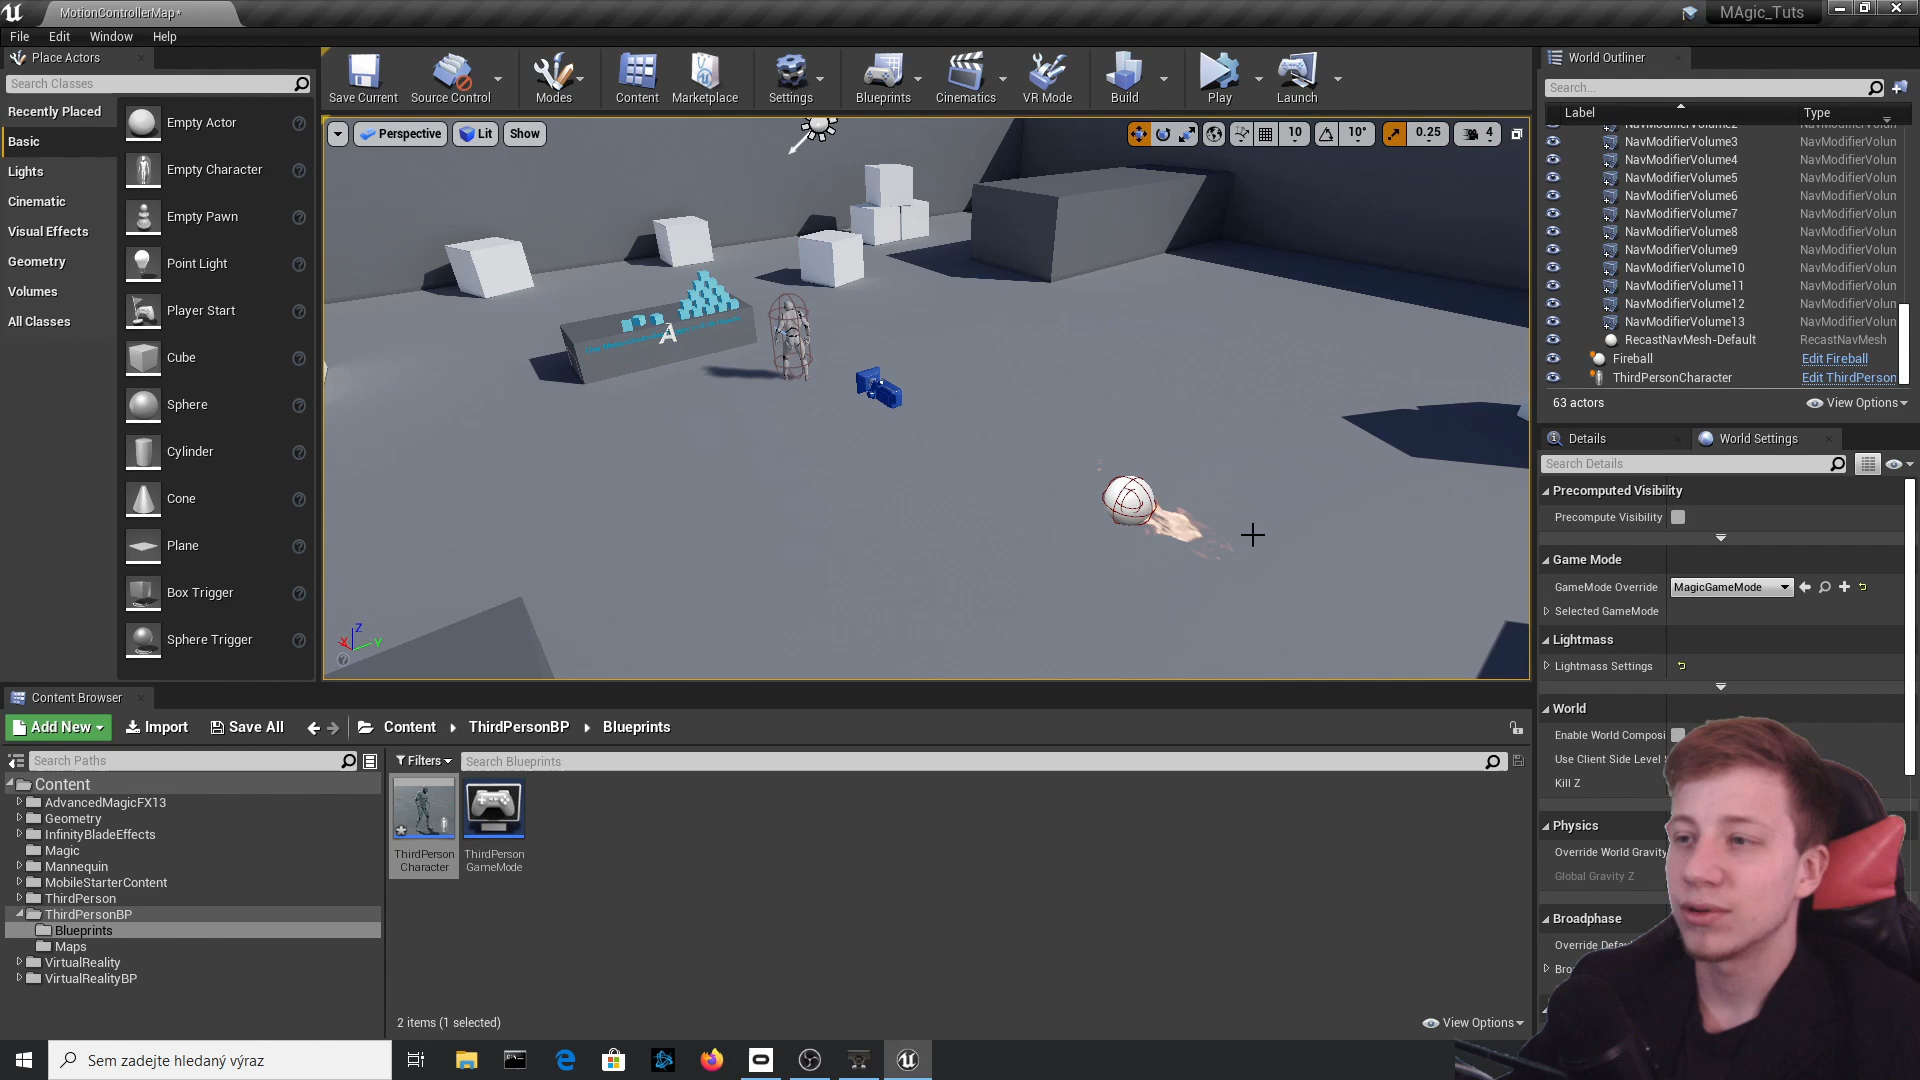 MotionControllerMap*
MAgic_Tuts
File Edit Window Help
Place Actors
Search Classes
Recently Placed
Basic
Lights
Cinematic
Visual Effects
Geometry
Volumes
All Classes
Empty Actor
Empty Character
Empty Pawn
Point Light
Player Start
Cube
Sphere
Cylinder
Cone
Plane
Box Trigger
Sphere Trigger
Save Current
Source Control
Modes
Content
Marketplace
Settings
Blueprints
Cinematics
VR Mode
Build
Play
Launch
Perspective Lit Show
10 10° 0.25 4
A
X Z Y
World Outliner
Search...
Label Type
NavModifierVolume3 NavModifierVolun
NavModifierVolume4 NavModifierVolun
NavModifierVolume5 NavModifierVolun
NavModifierVolume6 NavModifierVolun
NavModifierVolume7 NavModifierVolun
NavModifierVolume8 NavModifierVolun
NavModifierVolume9 NavModifierVolun
NavModifierVolume10 NavModifierVolun
NavModifierVolume11 NavModifierVolun
NavModifierVolume12 NavModifierVolun
NavModifierVolume13 NavModifierVolun
RecastNavMesh-Default RecastNavMesh
Fireball Edit Fireball
ThirdPersonCharacter Edit ThirdPerson
63 actors View Options
Details World Settings
Search Details
Precomputed Visibility
Precompute Visibility
Game Mode
GameMode Override MagicGameMode
Selected GameMode
Lightmass
Lightmass Settings
World
Enable World Composi
Use Client Side Level
Kill Z
Physics
Override World Gravity
Global Gravity Z
Broadphase
Override Defau
Bro
Content Browser
Add New Import Save All Content ThirdPersonBP Blueprints
Search Paths
Filters Search Blueprints
Content
AdvancedMagicFX13
Geometry
InfinityBladeEffects
Magic
Mannequin
MobileStarterContent
ThirdPerson
ThirdPersonBP
Blueprints
Maps
VirtualReality
VirtualRealityBP
ThirdPerson
Character
ThirdPerson
GameMode
2 items (1 selected) View Options
Sem zadejte hledaný výraz